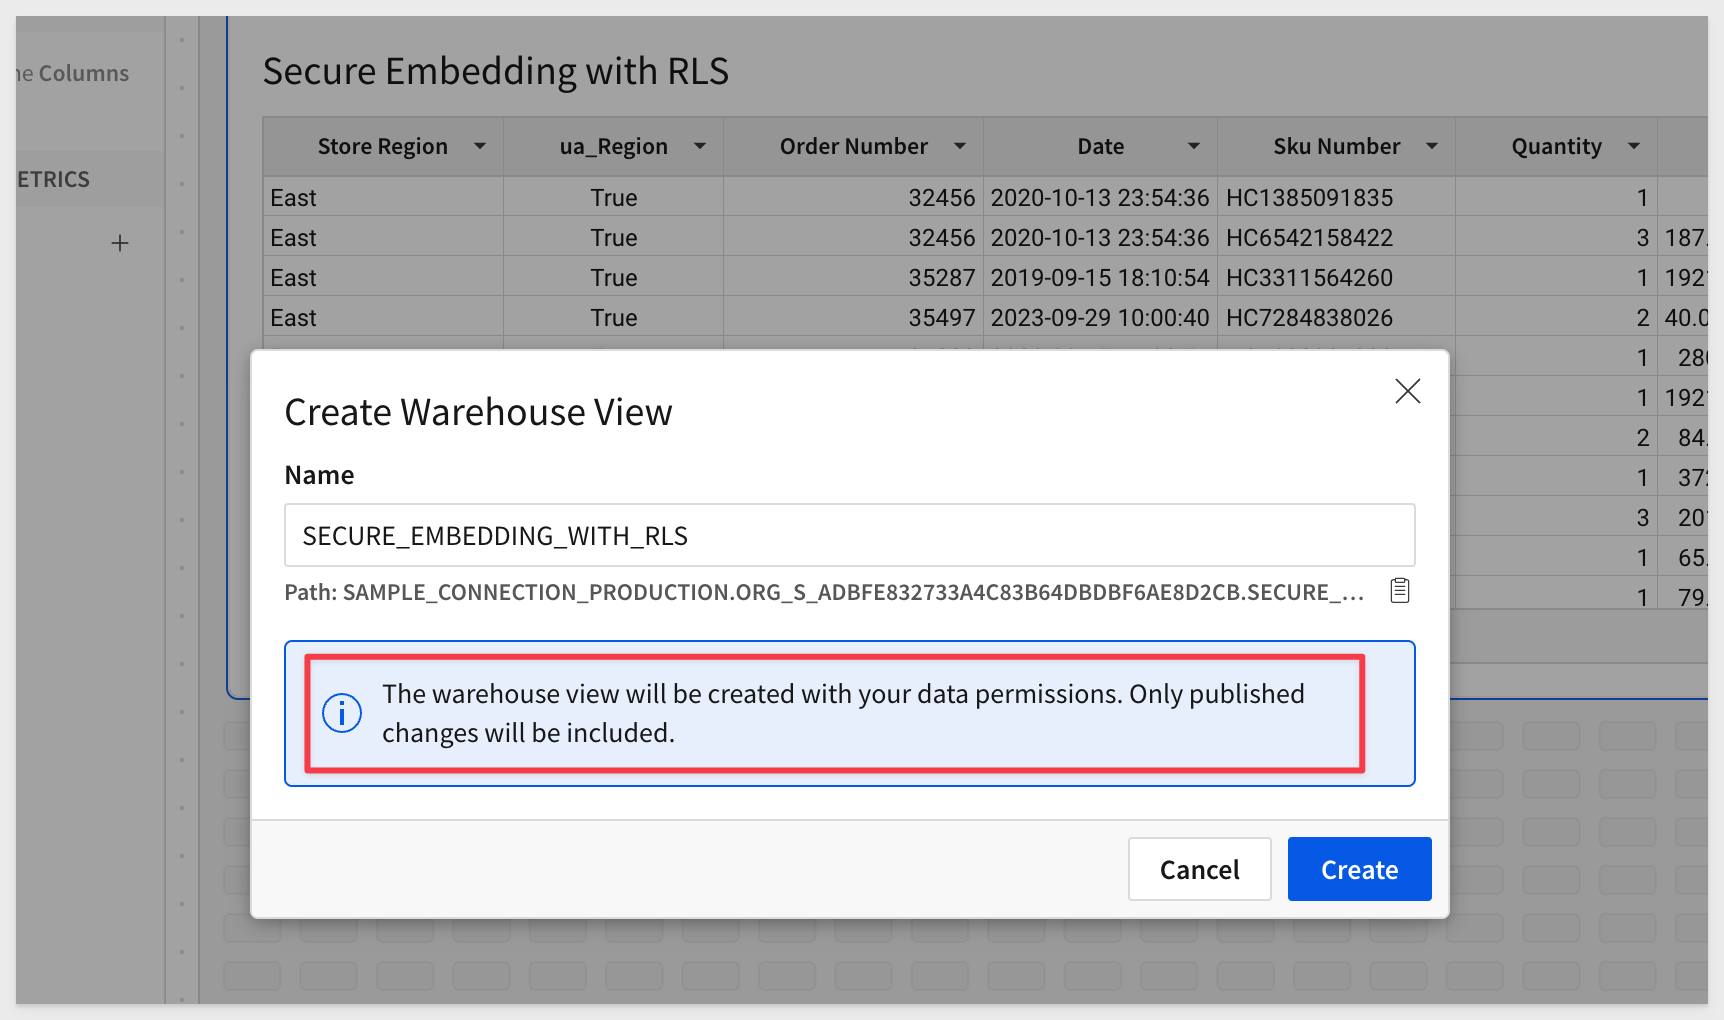 ne Columns
ETRICS
Secure Embedding with RLS
Store Region ua_Region Order Number Date Sku Number Quantity
East True 32456 2020-10-13 23:54:36 HC1385091835 1
East True 32456 2020-10-13 23:54:36 HC6542158422 3 187.
East True 35287 2019-09-15 18:10:54 HC3311564260 1 192
East True 35497 2023-09-29 10:00:40 HC7284838026 2 40.0
1 28
1 192
2 84.
1 37
3 20
1 65.
1 79.
Create Warehouse View
Name
SECURE_EMBEDDING_WITH_RLS
Path: SAMPLE_CONNECTION_PRODUCTION.ORG_S_ADBFE832733A4C83B64DBDBF6AE8D2CB.SECURE_...
The warehouse view will be created with your data permissions. Only published
changes will be included.
Cancel Create